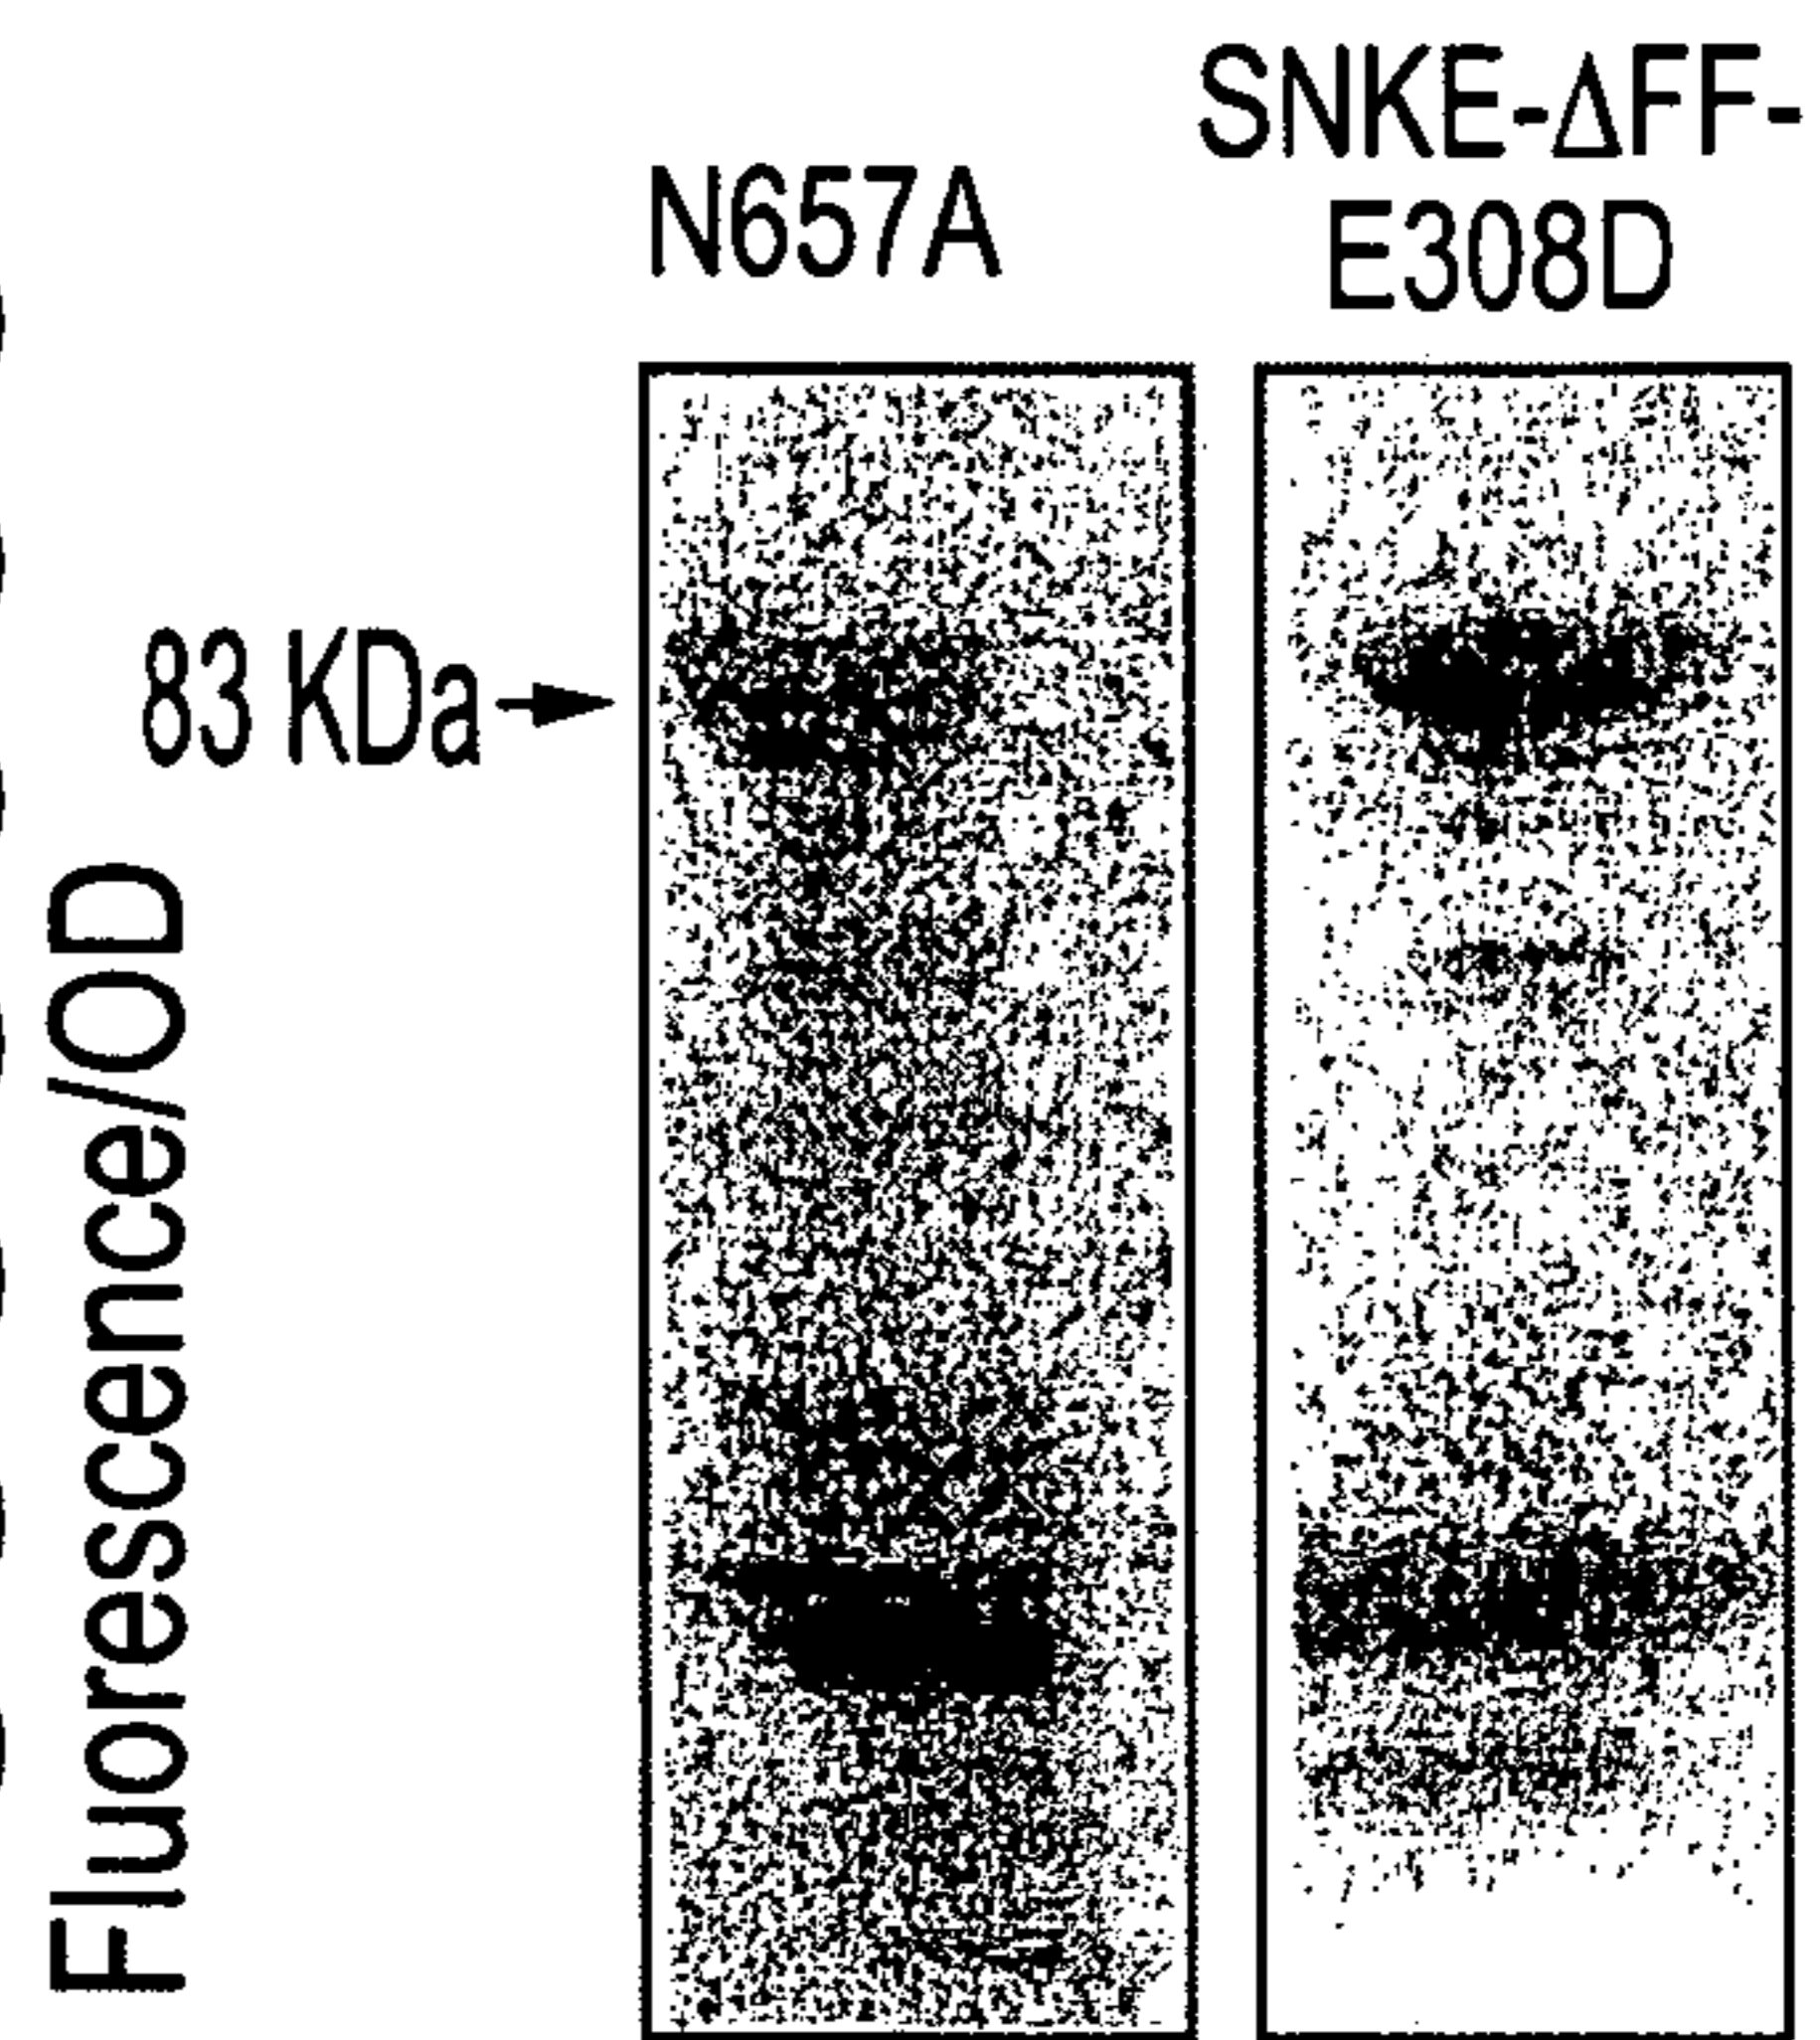 SNKE-ΔFF-
E308D
N657A
83 KDa
Fluorescence/OD